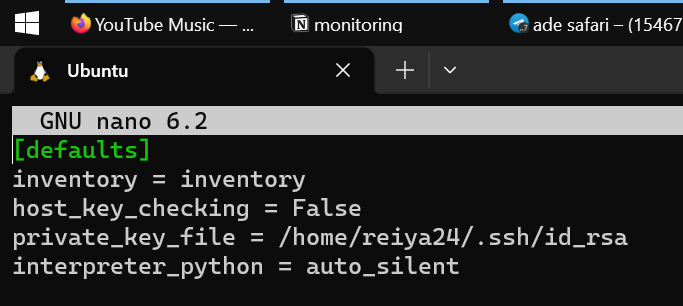 YouTube Music — ...
monitoring
ade safari – (15467
Ubuntu
GNU nano 6.2
[defaults]
inventory = inventory
host_key_checking = False
private_key_file = /home/reiya24/.ssh/id_rsa
interpreter_python = auto_silent